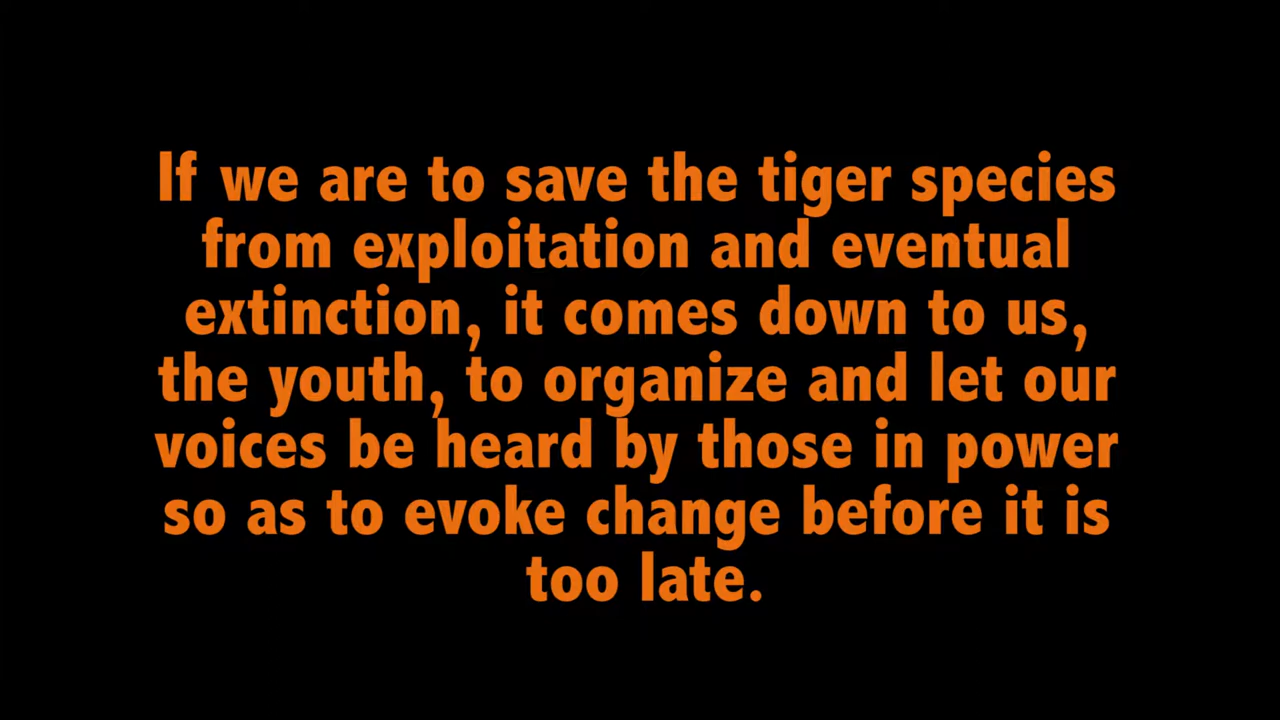 If we are to save the tiger species
from exploitation and eventual
extinction, it comes down to us,
the youth, to organize and let our
voices be heard by those in power
so as to evoke change before it is
too late.